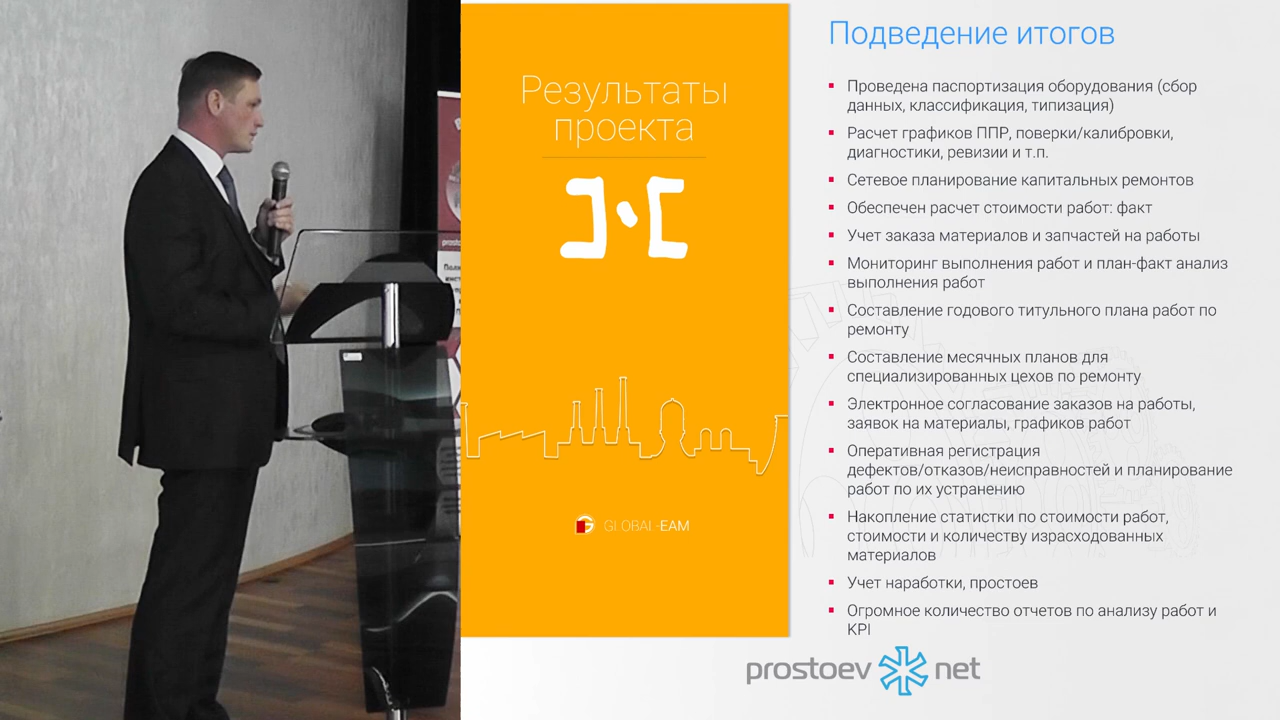 Результаты
проекта
GLOBAL-EAM
Подведение итогов
Проведена паспортизация оборудования (сбор
данных, классификация, типизация)
Расчет графиков ППР, поверки/калибровки,
диагностики, ревизии и т.п.
Сетевое планирование капитальных ремонтов
Обеспечен расчет стоимости работ: факт
Учет заказа материалов и запчастей на работы
Мониторинг выполнения работ и план-факт анализ
выполнения работ
Составление годового титульного плана работ по
ремонту
Составление месячных планов для
специализированных цехов по ремонту
Электронное согласование заказов на работы,
заявок на материалы, графиков работ
Оперативная регистрация
дефектов/отказов/неисправностей и планирование
работ по их устранению
Накопление статистки по стоимости работ,
стоимости и количеству израсходованных
материалов
Учет наработки, простоев
Огромное количество отчетов по анализу работ и
KPI
prostoev net